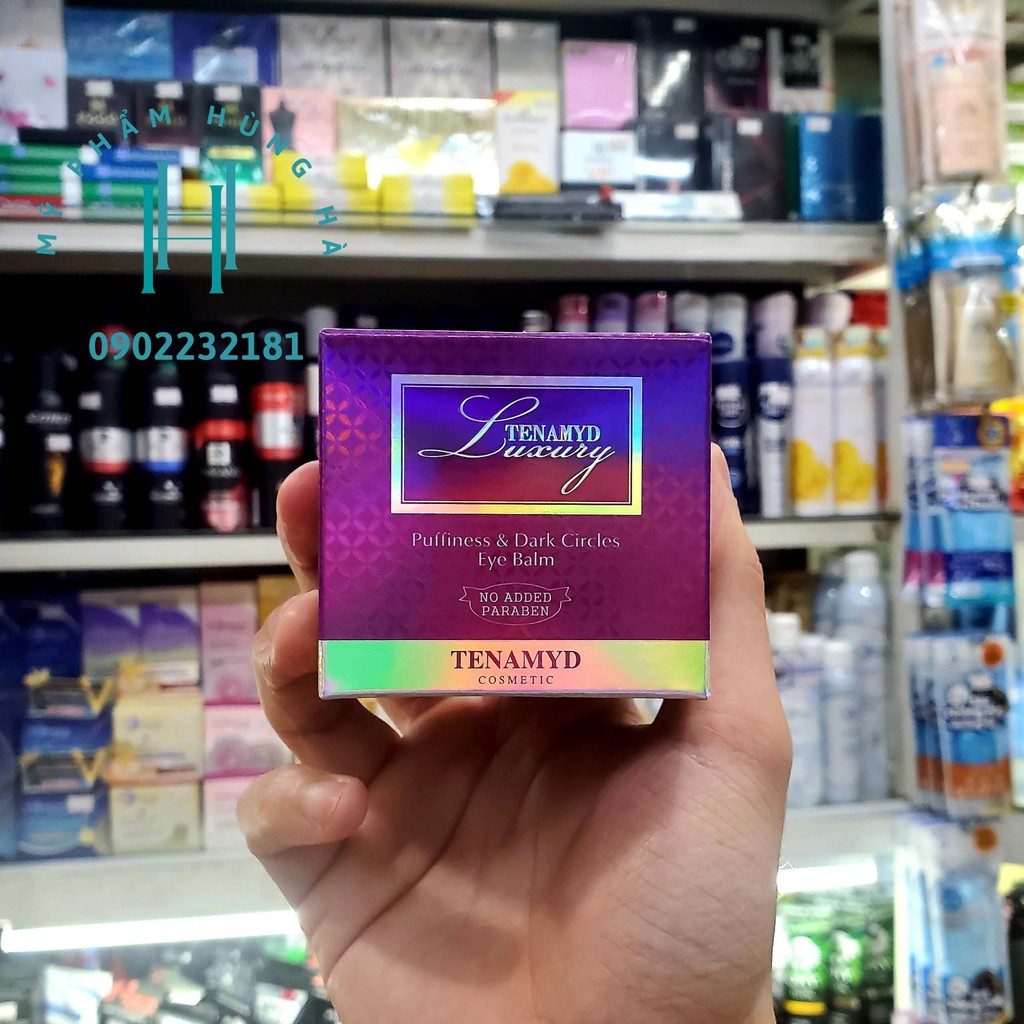 MỸ PHẨM HÙNG HÀ
0902232181
TENAMYD
Luxury
Puffiness & Dark Circles
Eye Balm
NO ADDED
PARABEN
TENAMYD
COSMETIC